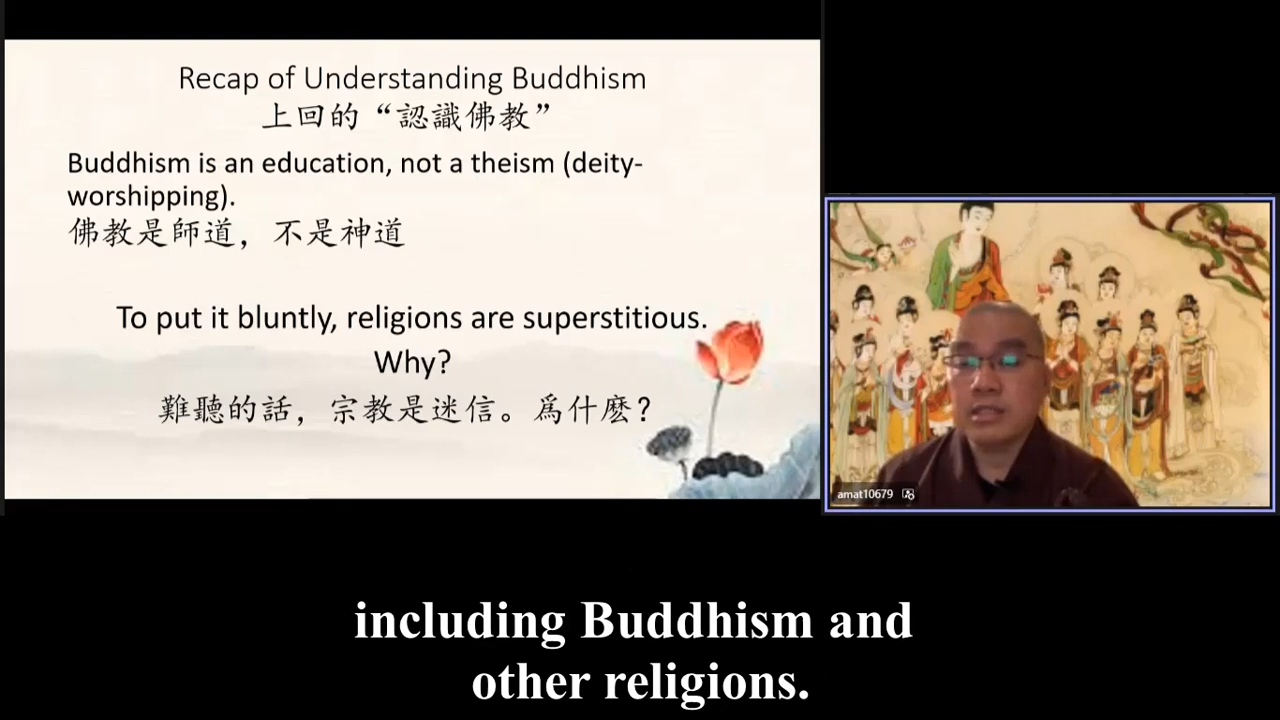 Recap of Understanding Buddhism
上回的“認識佛教”
Buddhism is an education, not a theism (deity-
worshipping).
佛教是師道，不是神道
To put it bluntly, religions are superstitious.
Why?
難聽的話，宗教是迷信。爲什麽？
amat10679
including Buddhism and
other religions.